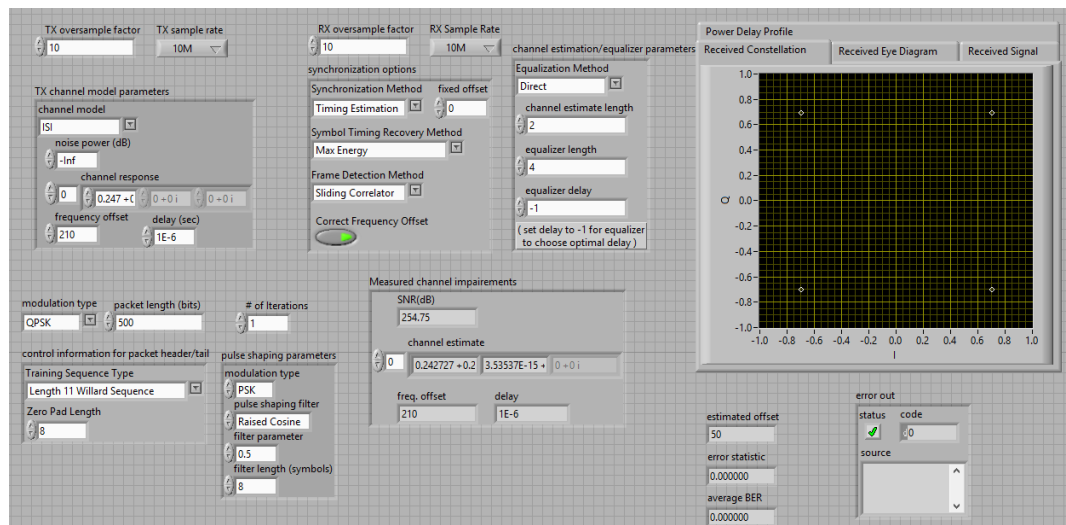 TX oversample factor
10
TX sample rate
10M
TX channel model parameters
channel model
ISI
noise power (dB)
-Inf
channel response
0 0.247 +( 0 +0 i 0 +0 i
frequency offset
210
delay (sec)
1E-6
RX oversample factor
10
RX Sample Rate
10M
synchronization options
Synchronization Method
Timing Estimation
fixed offset
0
Symbol Timing Recovery Method
Max Energy
Frame Detection Method
Sliding Correlator
Correct Frequency Offset
channel estimation/equalizer parameters
Equalization Method
Direct
channel estimate length
2
equalizer length
4
equalizer delay
-1
( set delay to -1 for equalizer
to choose optimal delay )
Power Delay Profile
Received Constellation
Received Eye Diagram
Received Signal
1.0
0.8
0.6
0.2
Q 0.0
-0.2
-0.4
-0.6
-0.8
-1.0
-1.0 -0.8 -0.6 -0.4 -0.2 0.0 0.2 0.4 0.6 0.8 1.0
I
modulation type
QPSK
packet length (bits)
500
# of Iterations
1
control information for packet header/tail
Training Sequence Type
Length 11 Willard Sequence
Zero Pad Length
8
pulse shaping parameters
modulation type
PSK
pulse shaping filter
Raised Cosine
filter parameter
0.5
filter length (symbols)
8
Measured channel impairments
SNR(dB)
254.75
channel estimate
0 0.242727 +0.2 3.53537E-15 + 0 +0 i
freq. offset
210
delay
1E-6
estimated offset
50
error statistic
0.000000
average BER
0.000000
error out
status
code
d0
source